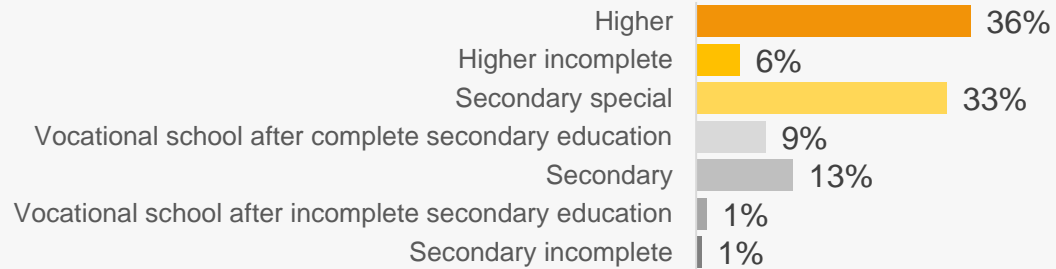 Higher 36%
Higher incomplete 6%
Secondary special 33%
Vocational school after complete secondary education 9%
Secondary 13%
Vocational school after incomplete secondary education 1%
Secondary incomplete 1%